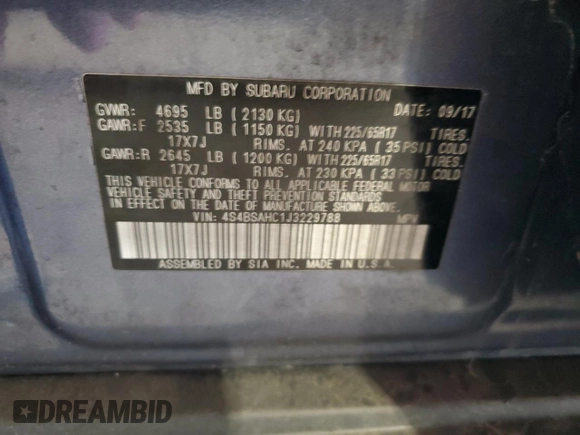 MFD BY SUBARU CORPORATION
GVWR: 4695 LB ( 2130 KG) DATE: 09/17
GAWR:F 2535 LB ( 1150 KG) WITH 225/65R17 TIRES.
17X7J RIMS. AT 240 KPA ( 35 PSI) COLD
GAWR:R 2645 LB ( 1200 KG) WITH 225/65R17 TIRES.
17X7J RIMS. AT 230 KPA ( 33 PSI) COLD
THIS VEHICLE CONFORMS TO ALL APPLICABLE FEDERAL MOTOR
VEHICLE SAFETY AND THEFT PREVENTION STANDARDS
IN EFFECT ON THE DATE OF MANUFACTURE SHOWN ABOVE.
VIN: 4S4BSAHC1J3229788 MPV
ASSEMBLED BY SIA INC. MADE IN U.S.A.
DREAMBID